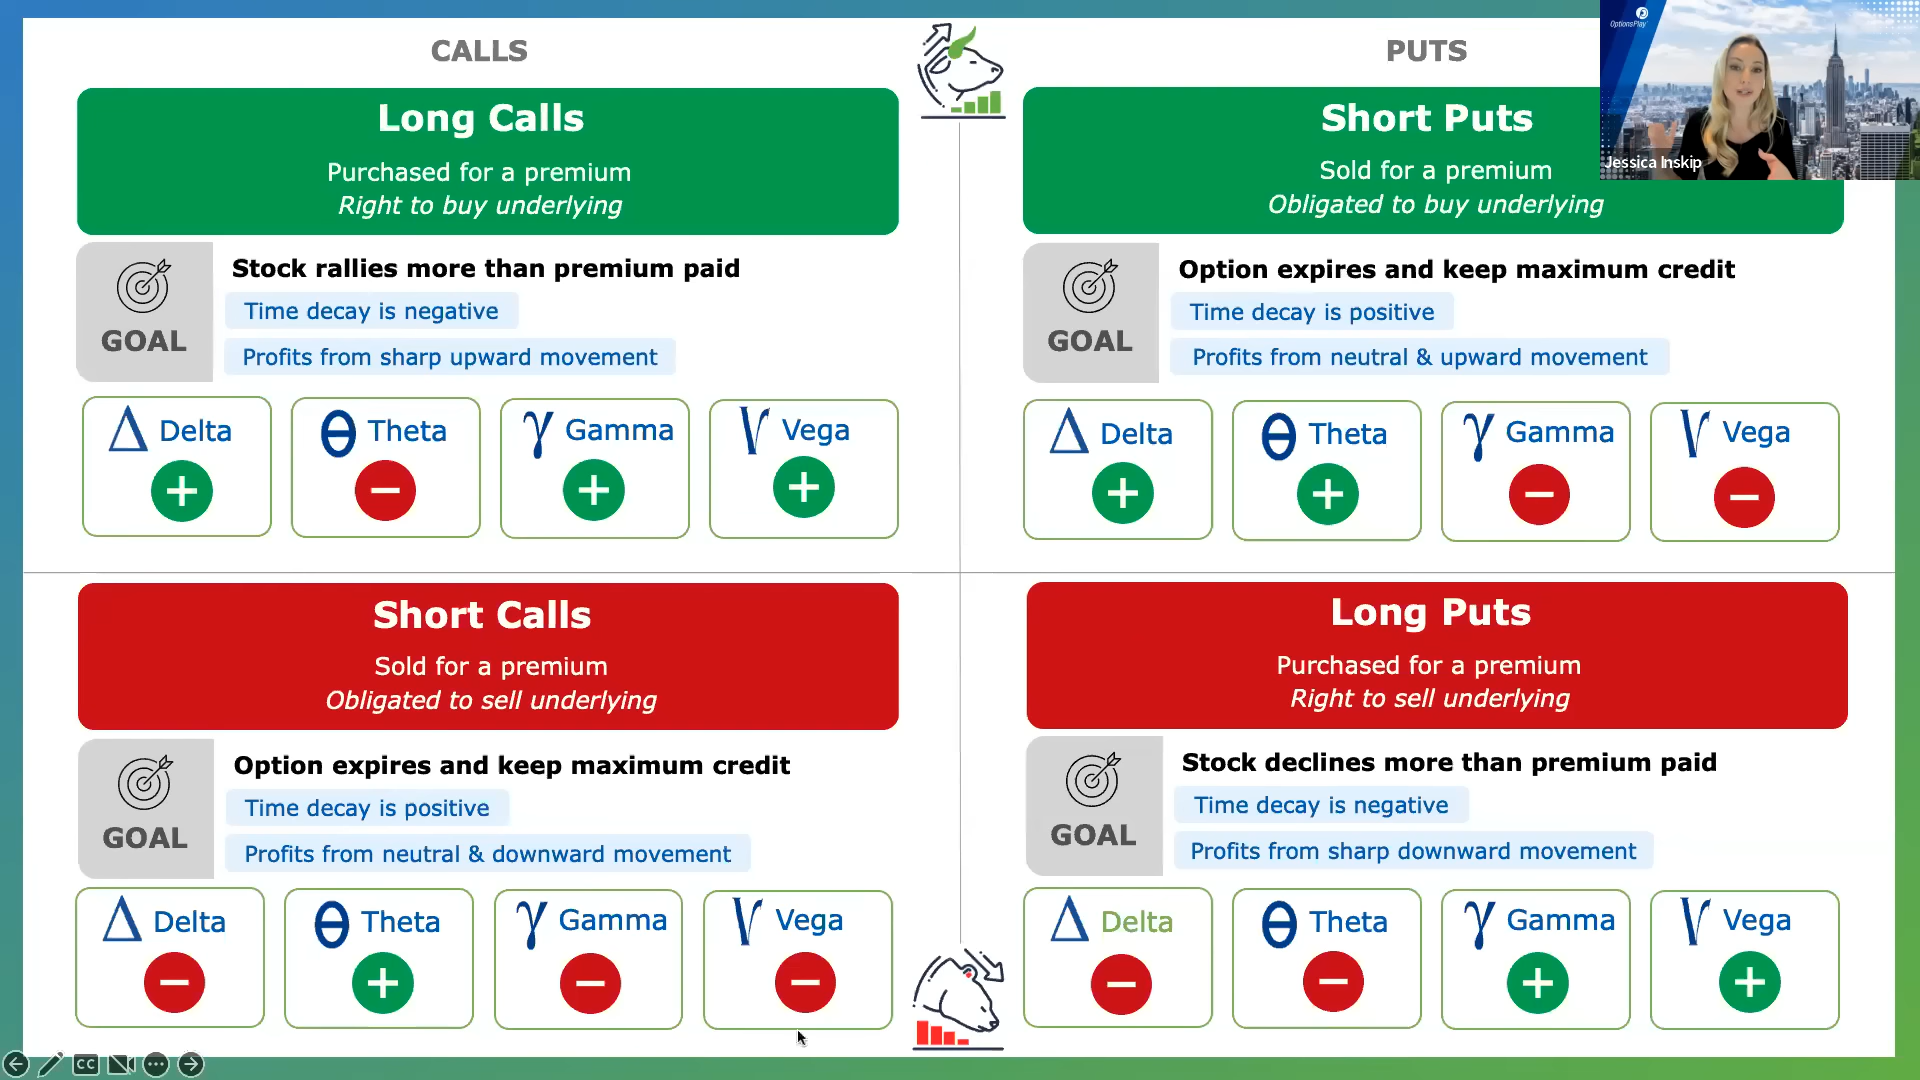 CALLS
PUTS
OptionsPlay
Jessica Inskip
Long Calls
Purchased for a premium
Right to buy underlying
GOAL
Stock rallies more than premium paid
Time decay is negative
Profits from sharp upward movement
Δ Delta
θ Theta
γ Gamma
V Vega
Short Puts
Sold for a premium
Obligated to buy underlying
GOAL
Option expires and keep maximum credit
Time decay is positive
Profits from neutral & upward movement
Δ Delta
θ Theta
γ Gamma
V Vega
Short Calls
Sold for a premium
Obligated to sell underlying
GOAL
Option expires and keep maximum credit
Time decay is positive
Profits from neutral & downward movement
Δ Delta
θ Theta
γ Gamma
V Vega
Long Puts
Purchased for a premium
Right to sell underlying
GOAL
Stock declines more than premium paid
Time decay is negative
Profits from sharp downward movement
Δ Delta
θ Theta
γ Gamma
V Vega
CC